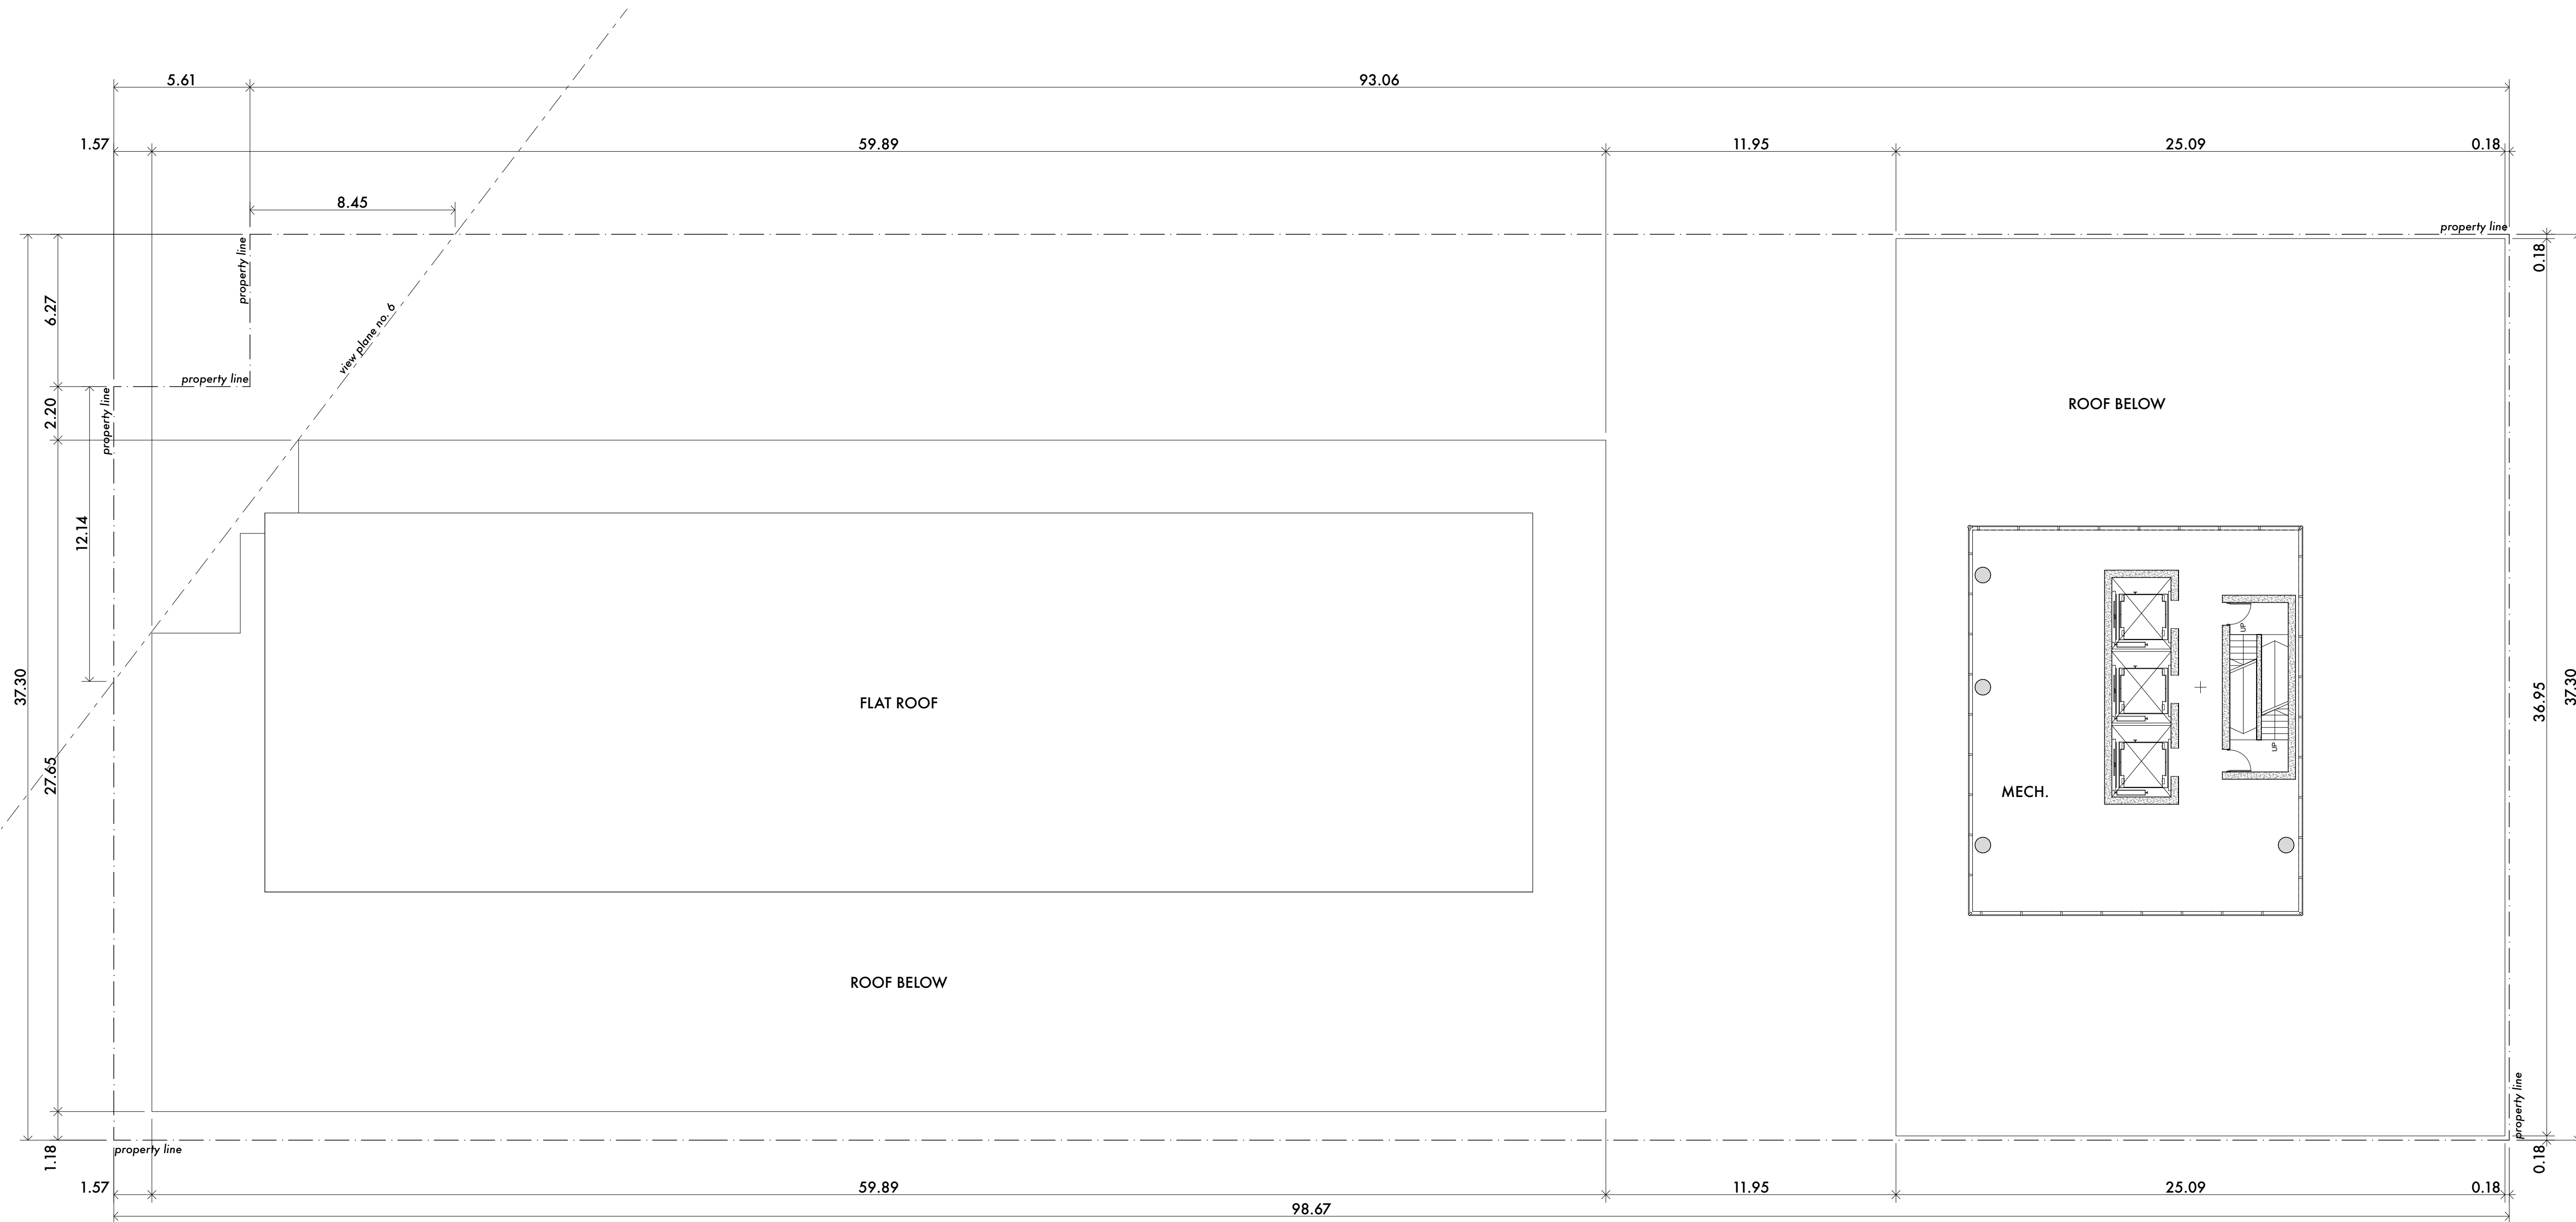 5.61
93.06
1.57
59.89
11.95
25.09
0.18
8.45
property line
property line
0.18
6.27
view plane no. 6
property line
2.20
property line
ROOF BELOW
12.14
UP
37.30
FLAT ROOF
36.95
37.30
UP
27.65
MECH.
ROOF BELOW
property line
property line
1.18
0.18
1.57
59.89
11.95
25.09
0.18
98.67